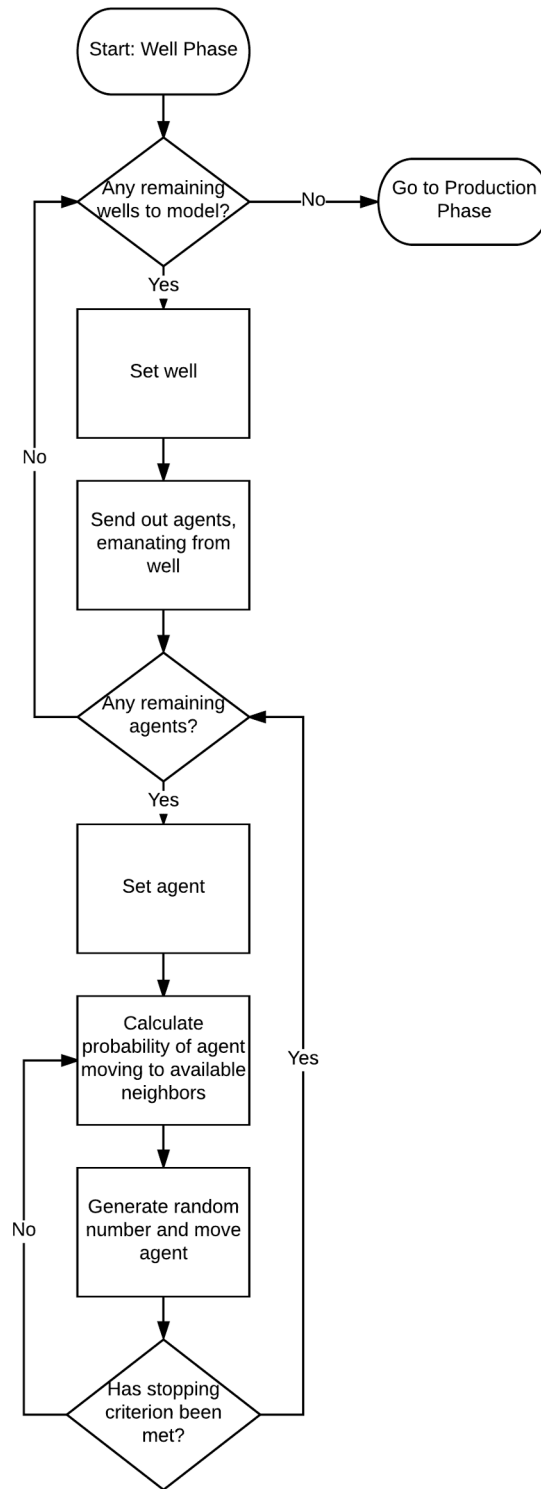 Start: Well Phase
Any remaining
wells to model?
No
Go to Production
Phase
Yes
Set well
No
Send out agents,
emanating from
well
Any remaining
agents?
Yes
Set agent
Calculate
probability of agent
moving to available
neighbors
Yes
Generate random
number and move
agent
No
Has stopping
criterion been
met?